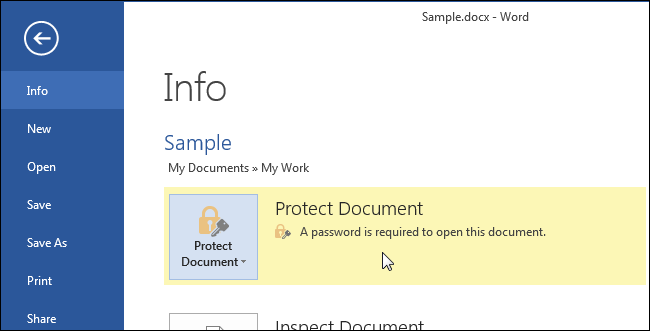 Sample.docx - Word
Info
New
Open
Save
Save As
Print
Share
Info
Sample
My Documents » My Work
Protect Document
Protect Document
A password is required to open this document.
Inspect Document